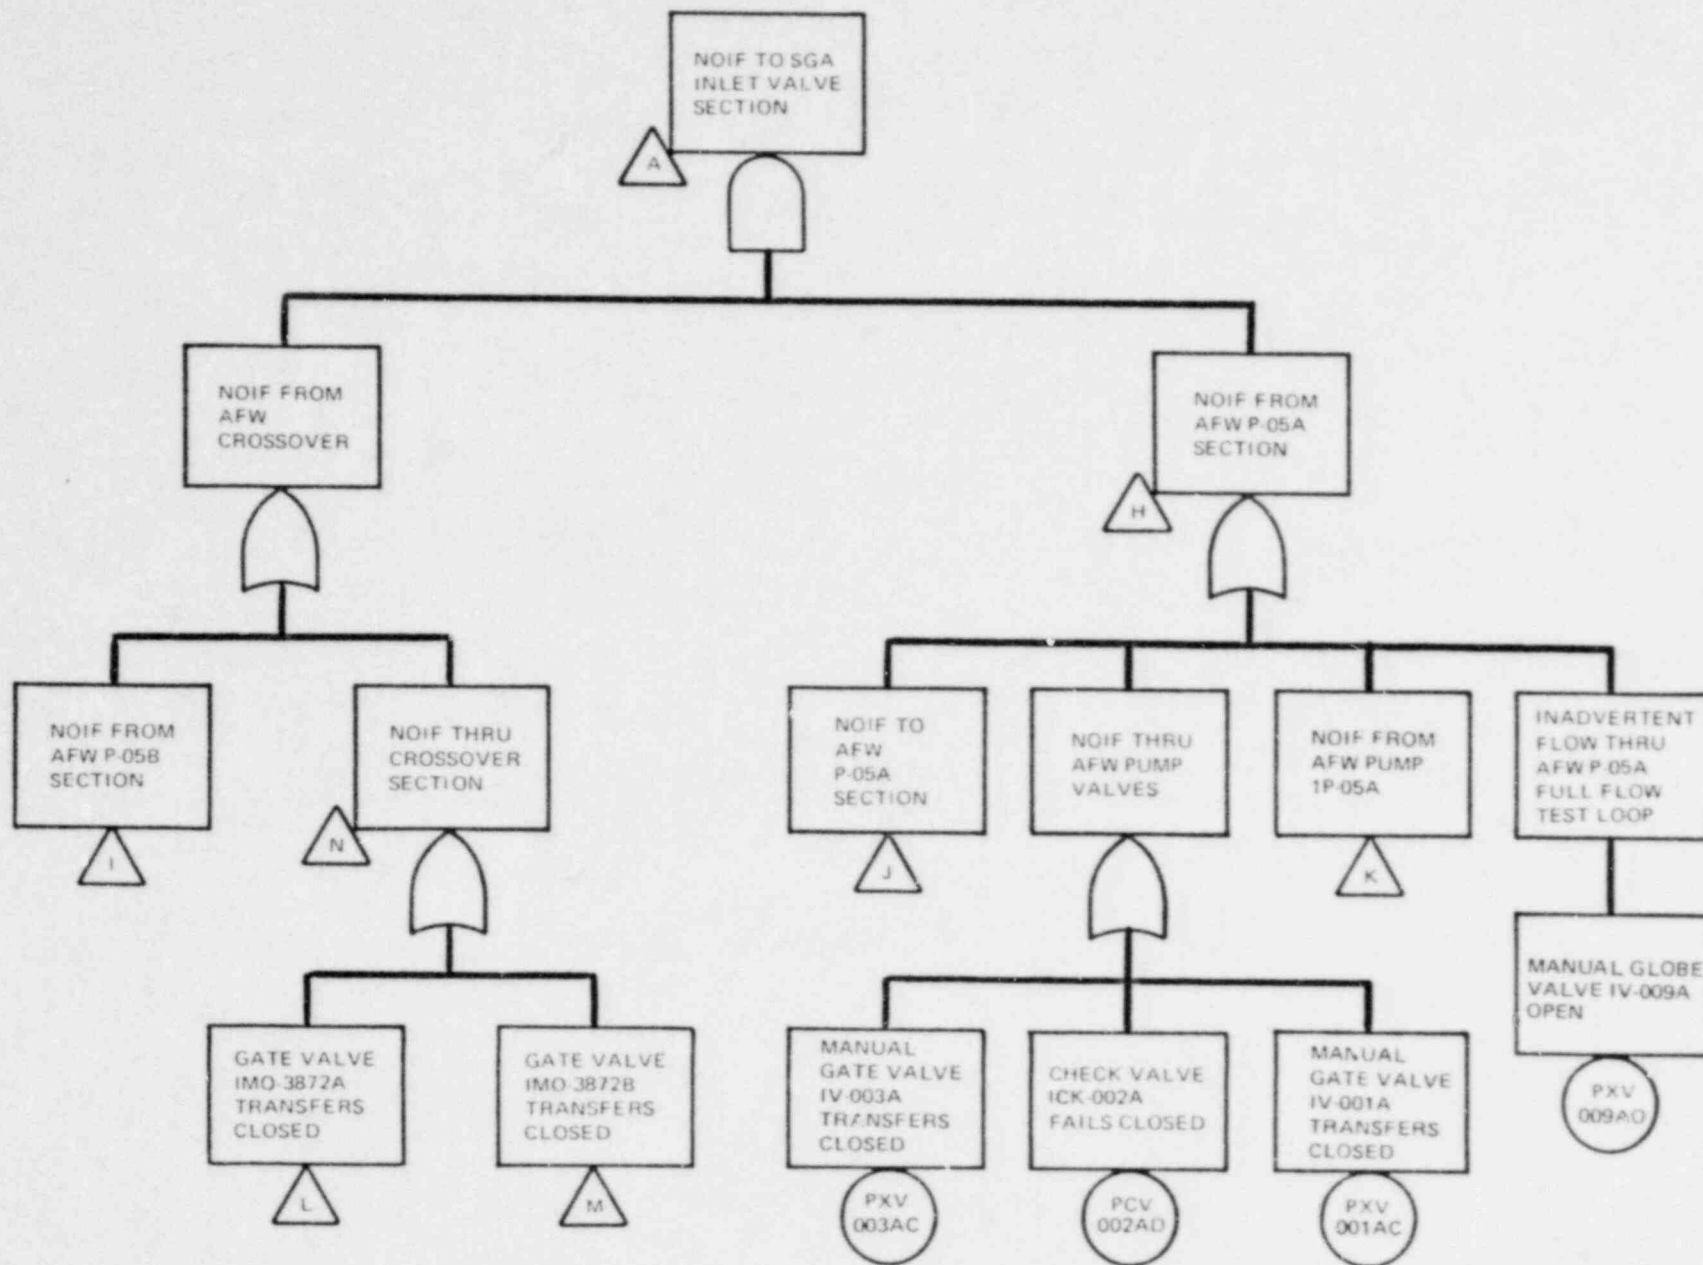 NOIF TO SGA
INLET VALVE
SECTION
A
NOIF FROM
AFW
CROSSOVER
NOIF FROM
AFW P-05A
SECTION
H
NOIF FROM
AFW P-05B
SECTION
I
NOIF THRU
CROSSOVER
SECTION
N
NOIF TO
AFW
P-05A
SECTION
J
NOIF THRU
AFW PUMP
VALVES
NOIF FROM
AFW PUMP
1P-05A
K
INADVERTENT
FLOW THRU
AFW P-05A
FULL FLOW
TEST LOOP
GATE VALVE
IMO-3872A
TRANSFERS
CLOSED
L
GATE VALVE
IMO-3872B
TRANSFERS
CLOSED
M
MANUAL
GATE VALVE
IV-003A
TRANSFERS
CLOSED
PXV
003AC
CHECK VALVE
ICK-002A
FAILS CLOSED
PCV
002AD
MANUAL
GATE VALVE
IV-001A
TRANSFERS
CLOSED
PXV
001AC
MANUAL GLOBE
VALVE IV-009A
OPEN
PXV
009AO